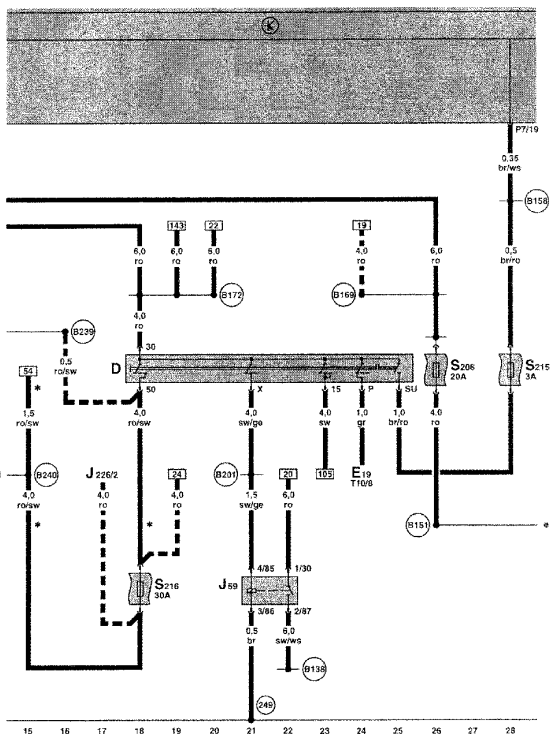 K
P7/19
0,35
br/ws
B158
143
22
19
6,0
ro
6,0
ro
6,0
ro
4,0
ro
6,0
ro
0,5
br/ro
B172
B169
4,0
ro
B239
30
0,5
ro/sw
D
S206
20A
S215
3A
54
*
50
X
15
P
SU
1,5
ro/sw
4,0
ro/sw
4,0
sw/ge
4,0
sw
1,0
gr
1,0
br/ro
4,0
ro
B240
J226/2
24
B201
20
105
E19
T10/8
4,0
ro/sw
4,0
ro
4,0
ro
1,5
sw/ge
6,0
ro
B151
e
*
*
4/85
1/30
S216
30A
J59
3/86
2/87
0,5
br
6,0
sw/ws
B138
249
15 16 17 18 19 20 21 22 23 24 25 26 27 28